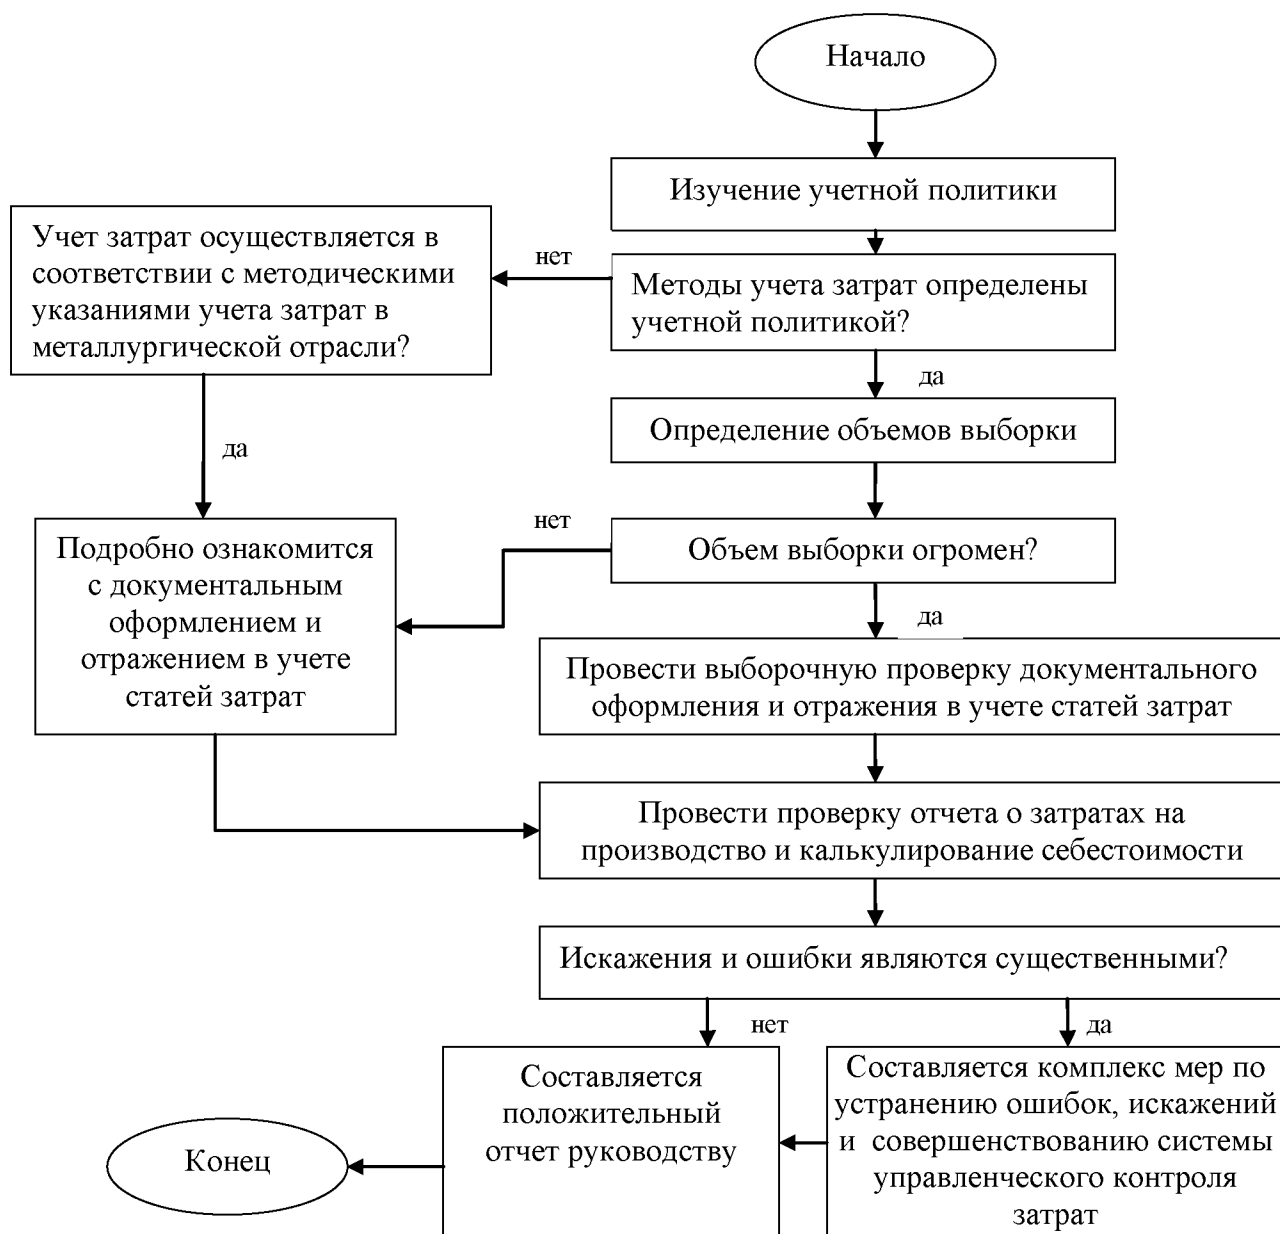 Начало
Изучение учетной политики
Учет затрат осуществляется в
соответствии с методическими
указаниями учета затрат в
металлургической отрасли?
нет
Методы учета затрат определены
учетной политикой?
да
Определение объемов выборки
да
нет
Объем выборки огромен?
Подробно ознакомится
с документальным
оформлением и
отражением в учете
статей затрат
да
Провести выборочную проверку документального
оформления и отражения в учете статей затрат
Провести проверку отчета о затратах на
производство и калькулирование себестоимости
Искажения и ошибки являются существенными?
нет
да
Составляется
положительный
отчет руководству
Составляется комплекс мер по
устранению ошибок, искажений
и совершенствованию системы
управленческого контроля
затрат
Конец